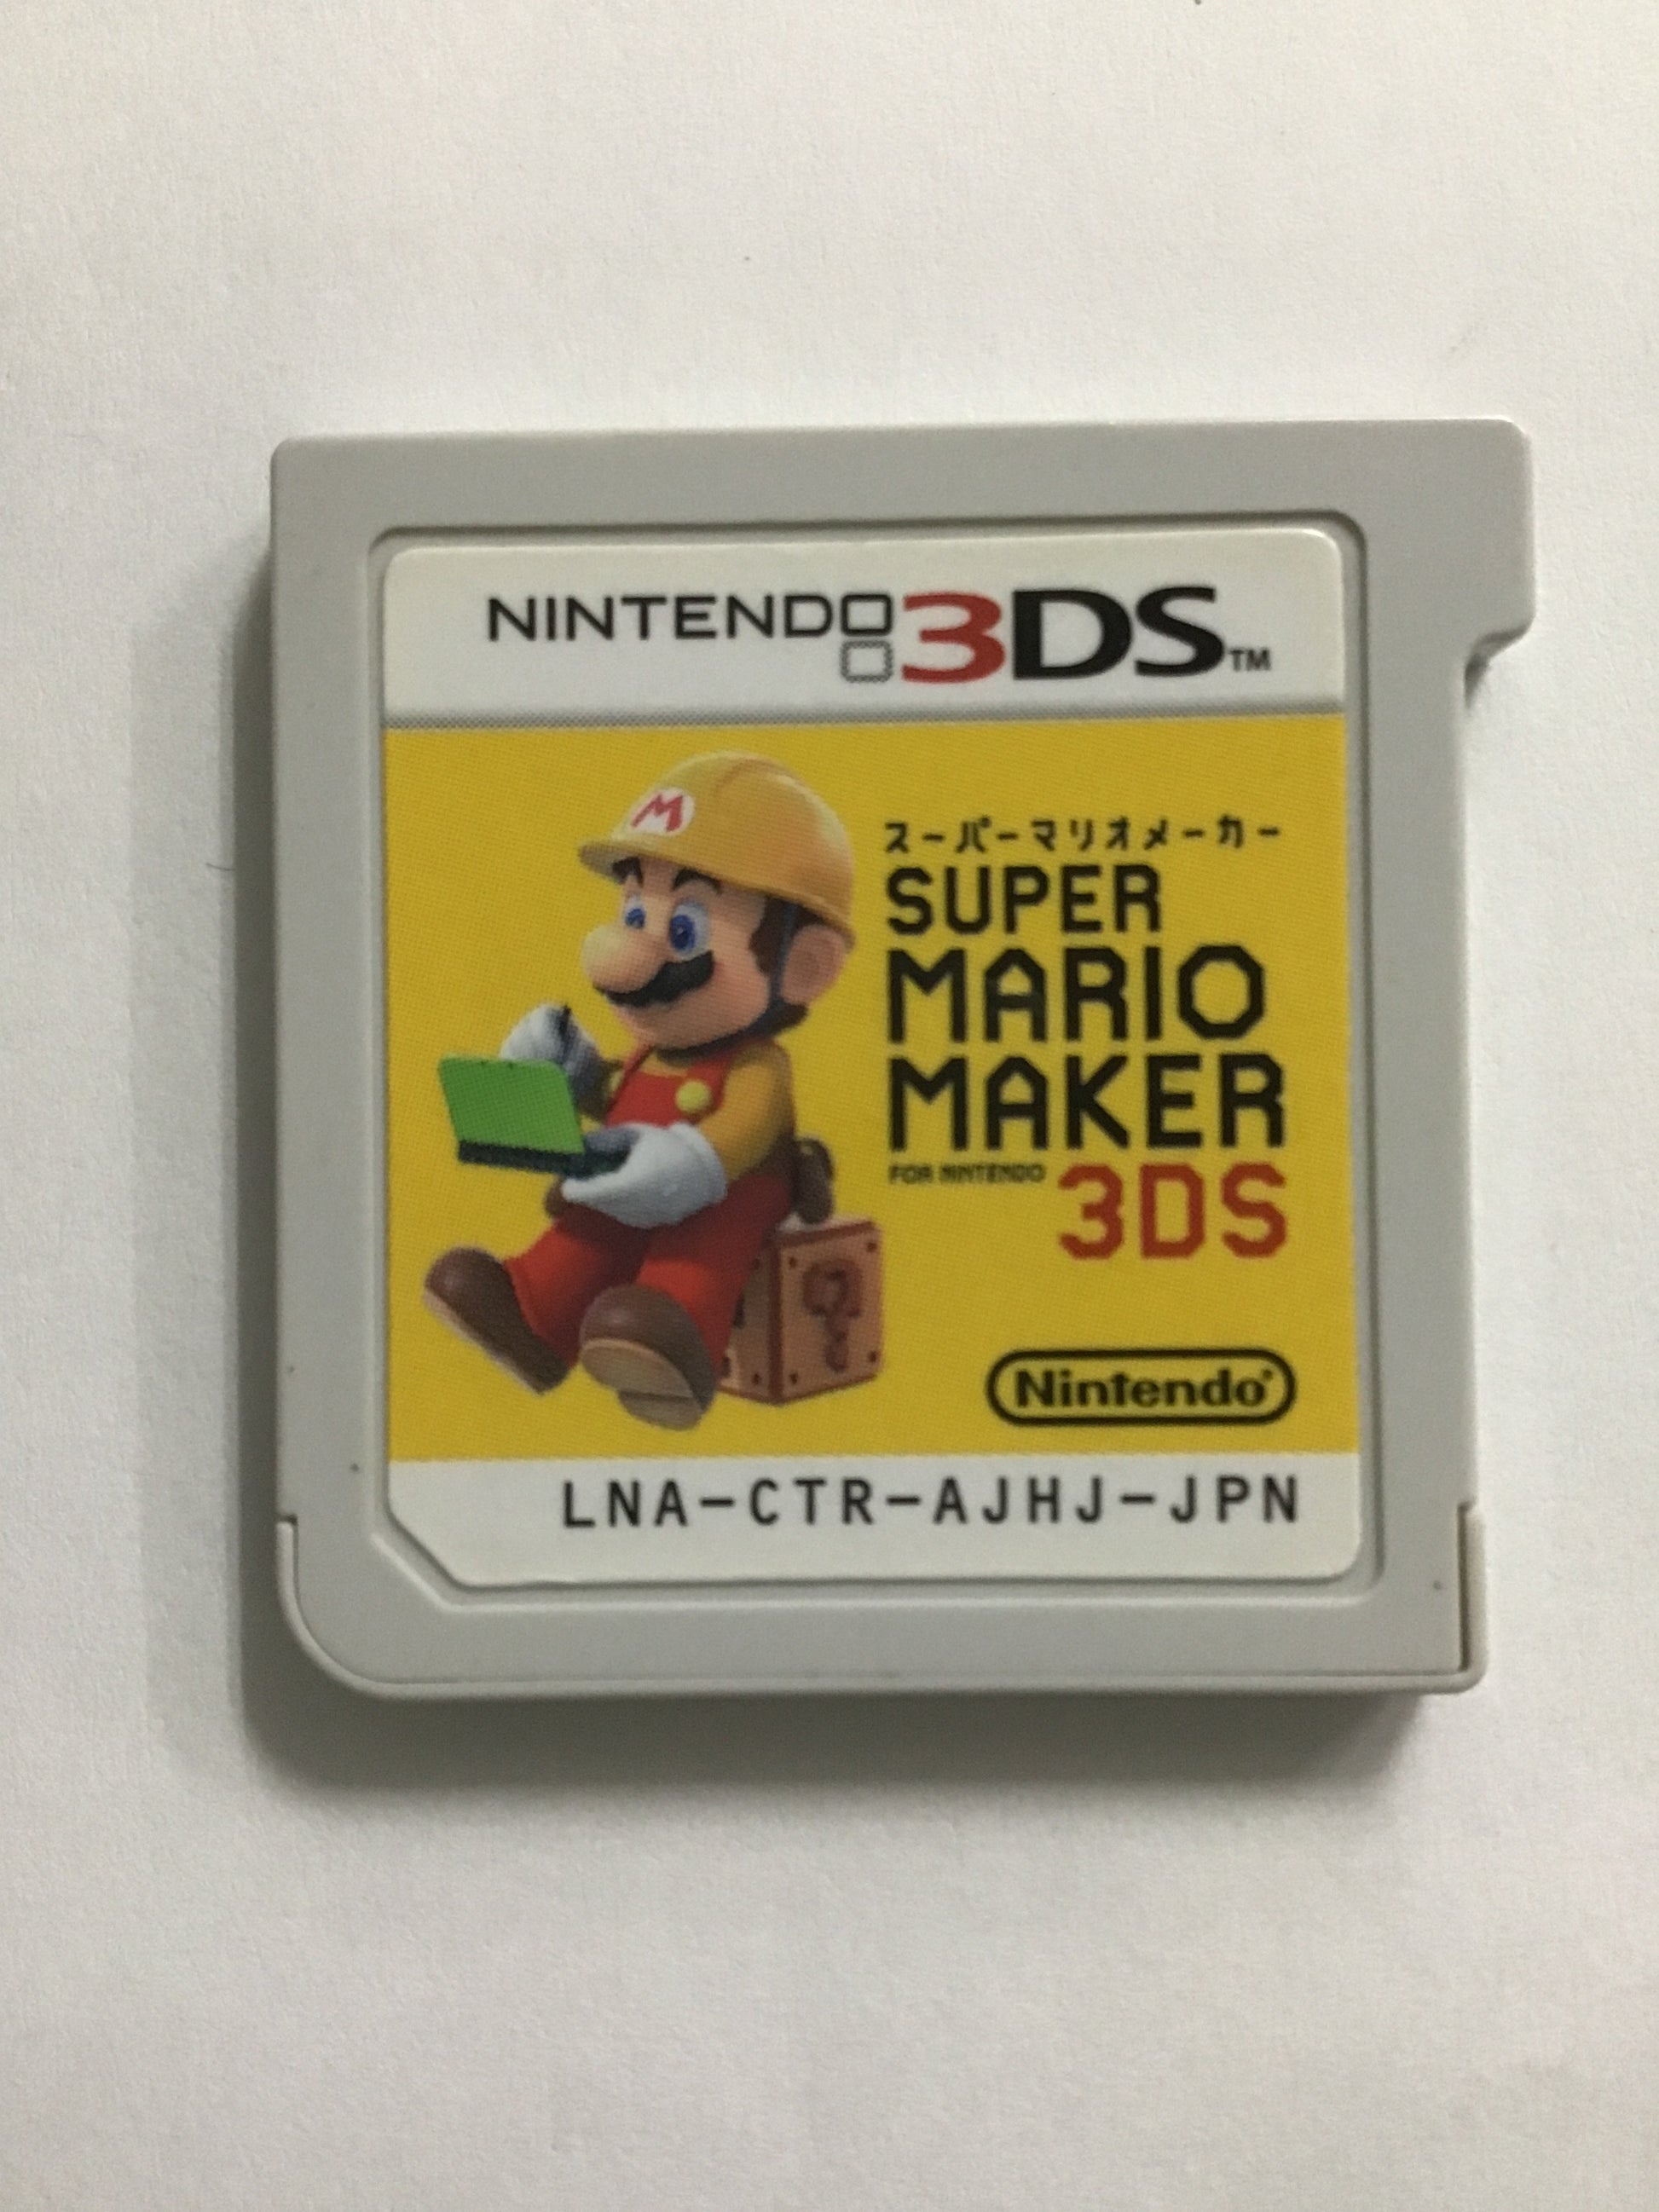 NINTENDO 3DS™
M
スーパーマリオメーカー
SUPER
MARIO
MAKER
FOR NINTENDO 3DS
?
Nintendo®
LNA-CTR-AJHJ-JPN